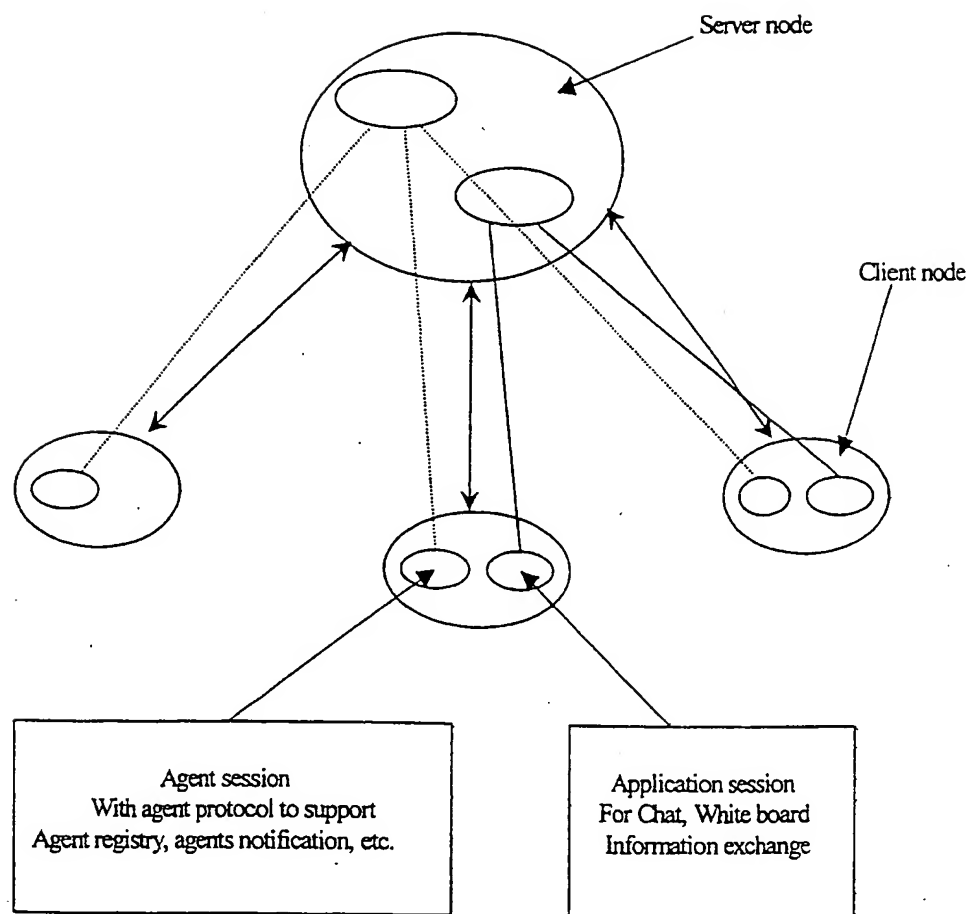 Server node
Client node
Agent session
With agent protocol to support
Agent registry, agents notification, etc.
Application session
For Chat, White board
Information exchange